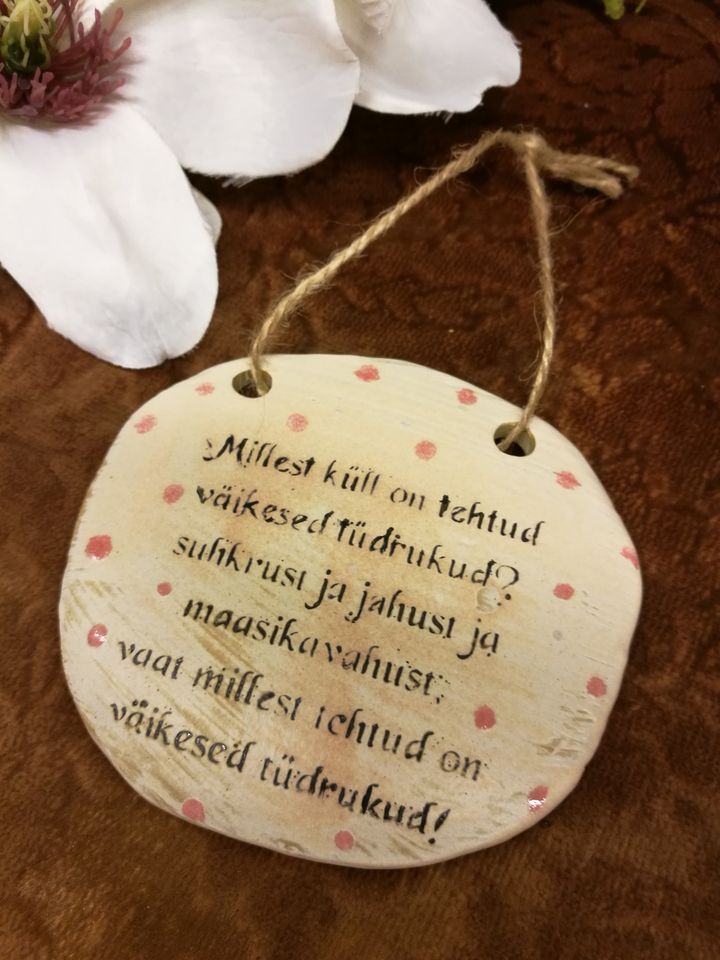 Millest küll on tehtud
väikesed tüdrukud?
suhkrust ja jahust ja
maasikavahust,
vaat millest tehtud on
väikesed tüdrukud!